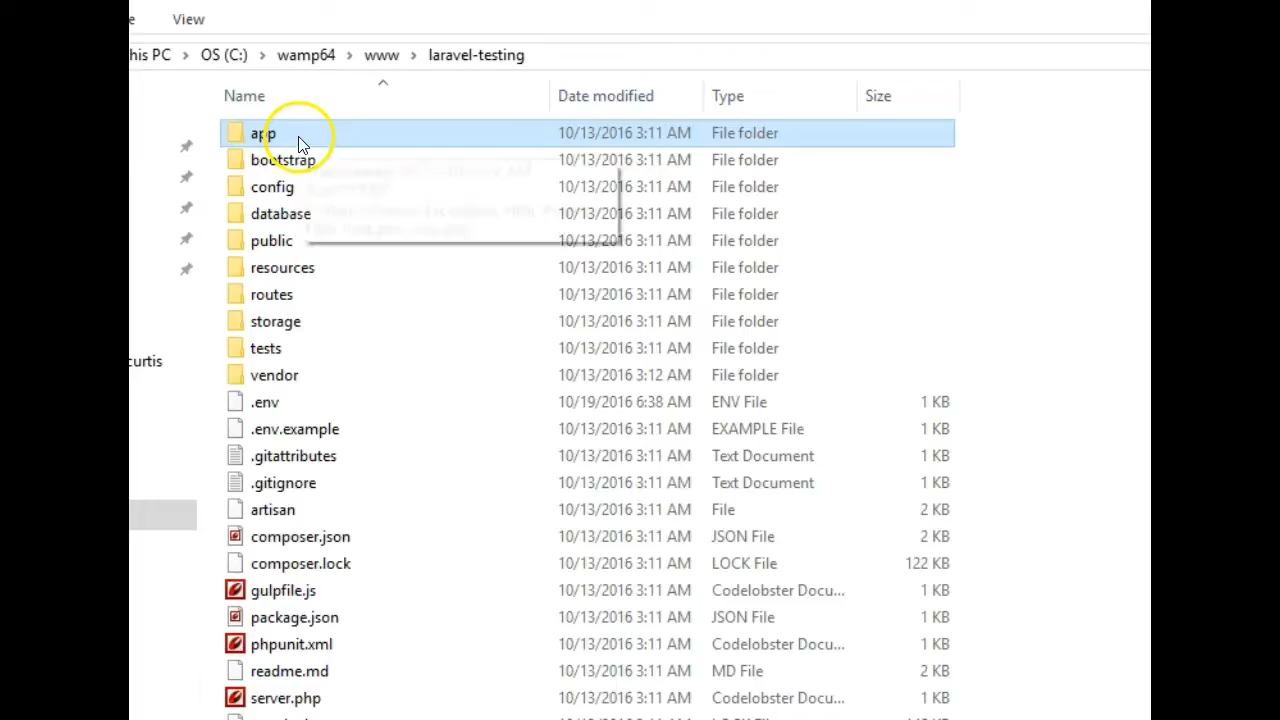 e View
his PC > OS (C:) > wamp64 > www > laravel-testing
Name Date modified Type Size
app 10/13/2016 3:11 AM File folder
bootstrap 10/13/2016 3:11 AM File folder
config 10/13/2016 3:11 AM File folder
database 10/13/2016 3:11 AM File folder
public 10/13/2016 3:11 AM File folder
resources 10/13/2016 3:11 AM File folder
routes 10/13/2016 3:11 AM File folder
storage 10/13/2016 3:11 AM File folder
tests 10/13/2016 3:11 AM File folder
curtis
vendor 10/13/2016 3:12 AM File folder
.env 10/19/2016 6:38 AM ENV File 1 KB
.env.example 10/13/2016 3:11 AM EXAMPLE File 1 KB
.gitattributes 10/13/2016 3:11 AM Text Document 1 KB
.gitignore 10/13/2016 3:11 AM Text Document 1 KB
artisan 10/13/2016 3:11 AM File 2 KB
composer.json 10/13/2016 3:11 AM JSON File 2 KB
composer.lock 10/13/2016 3:11 AM LOCK File 122 KB
gulpfile.js 10/13/2016 3:11 AM Codelobster Docu... 1 KB
package.json 10/13/2016 3:11 AM JSON File 1 KB
phpunit.xml 10/13/2016 3:11 AM Codelobster Docu... 1 KB
readme.md 10/13/2016 3:11 AM MD File 2 KB
server.php 10/13/2016 3:11 AM Codelobster Docu... 1 KB